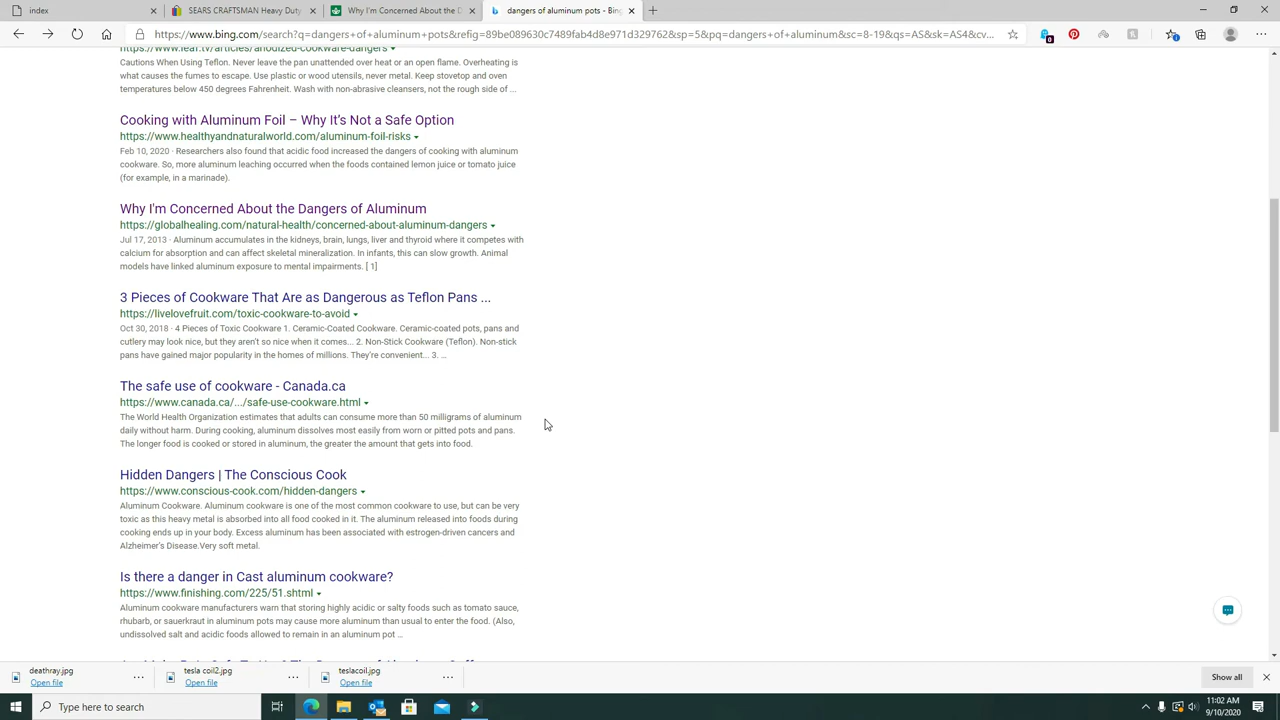 index
SEARS CRAFTSMAN Heavy Duty
Why I'm Concerned About the D
dangers of aluminum pots - Bing
https://www.bing.com/search?q=dangers+of+aluminum+pots&refig=89be089630c7489fab4d8e971d329762&sp=5&pq=dangers+of+aluminum&sc=8-19&qs=AS&sk=AS4&cv...
https://www.leaf.tv/articles/anodized-cookware-dangers
Cautions When Using Teflon. Never leave the pan unattended over heat or an open flame. Overheating is
what causes the fumes to escape. Use plastic or wood utensils, never metal. Keep stovetop and oven
temperatures below 450 degrees Fahrenheit. Wash with non-abrasive cleansers, not the rough side of ...
Cooking with Aluminum Foil – Why It's Not a Safe Option
https://www.healthyandnaturalworld.com/aluminum-foil-risks
Feb 10, 2020 · Researchers also found that acidic food increased the dangers of cooking with aluminum
cookware. So, more aluminum leaching occurred when the foods contained lemon juice or tomato juice
(for example, in a marinade).
Why I'm Concerned About the Dangers of Aluminum
https://globalhealing.com/natural-health/concerned-about-aluminum-dangers
Jul 17, 2013 · Aluminum accumulates in the kidneys, brain, lungs, liver and thyroid where it competes with
calcium for absorption and can affect skeletal mineralization. In infants, this can slow growth. Animal
models have linked aluminum exposure to mental impairments. [ 1]
3 Pieces of Cookware That Are as Dangerous as Teflon Pans ...
https://livelovefruit.com/toxic-cookware-to-avoid
Oct 30, 2018 · 4 Pieces of Toxic Cookware 1. Ceramic-Coated Cookware. Ceramic-coated pots, pans and
cutlery may look nice, but they aren't so nice when it comes... 2. Non-Stick Cookware (Teflon). Non-stick
pans have gained major popularity in the homes of millions. They're convenient... 3. ...
The safe use of cookware - Canada.ca
https://www.canada.ca/.../safe-use-cookware.html
The World Health Organization estimates that adults can consume more than 50 milligrams of aluminum
daily without harm. During cooking, aluminum dissolves most easily from worn or pitted pots and pans.
The longer food is cooked or stored in aluminum, the greater the amount that gets into food.
Hidden Dangers | The Conscious Cook
https://www.conscious-cook.com/hidden-dangers
Aluminum Cookware. Aluminum cookware is one of the most common cookware to use, but can be very
toxic as this heavy metal is absorbed into all food cooked in it. The aluminum released into foods during
cooking ends up in your body. Excess aluminum has been associated with estrogen-driven cancers and
Alzheimer's Disease.Very soft metal.
Is there a danger in Cast aluminum cookware?
https://www.finishing.com/225/51.shtml
Aluminum cookware manufacturers warn that storing highly acidic or salty foods such as tomato sauce,
rhubarb, or sauerkraut in aluminum pots may cause more aluminum than usual to enter the food. (Also,
undissolved salt and acidic foods allowed to remain in an aluminum pot ...
deathray.jpg
Open file
tesla coil2.jpg
Open file
teslacoil.jpg
Open file
Show all
Type here to search
11:02 AM
9/10/2020